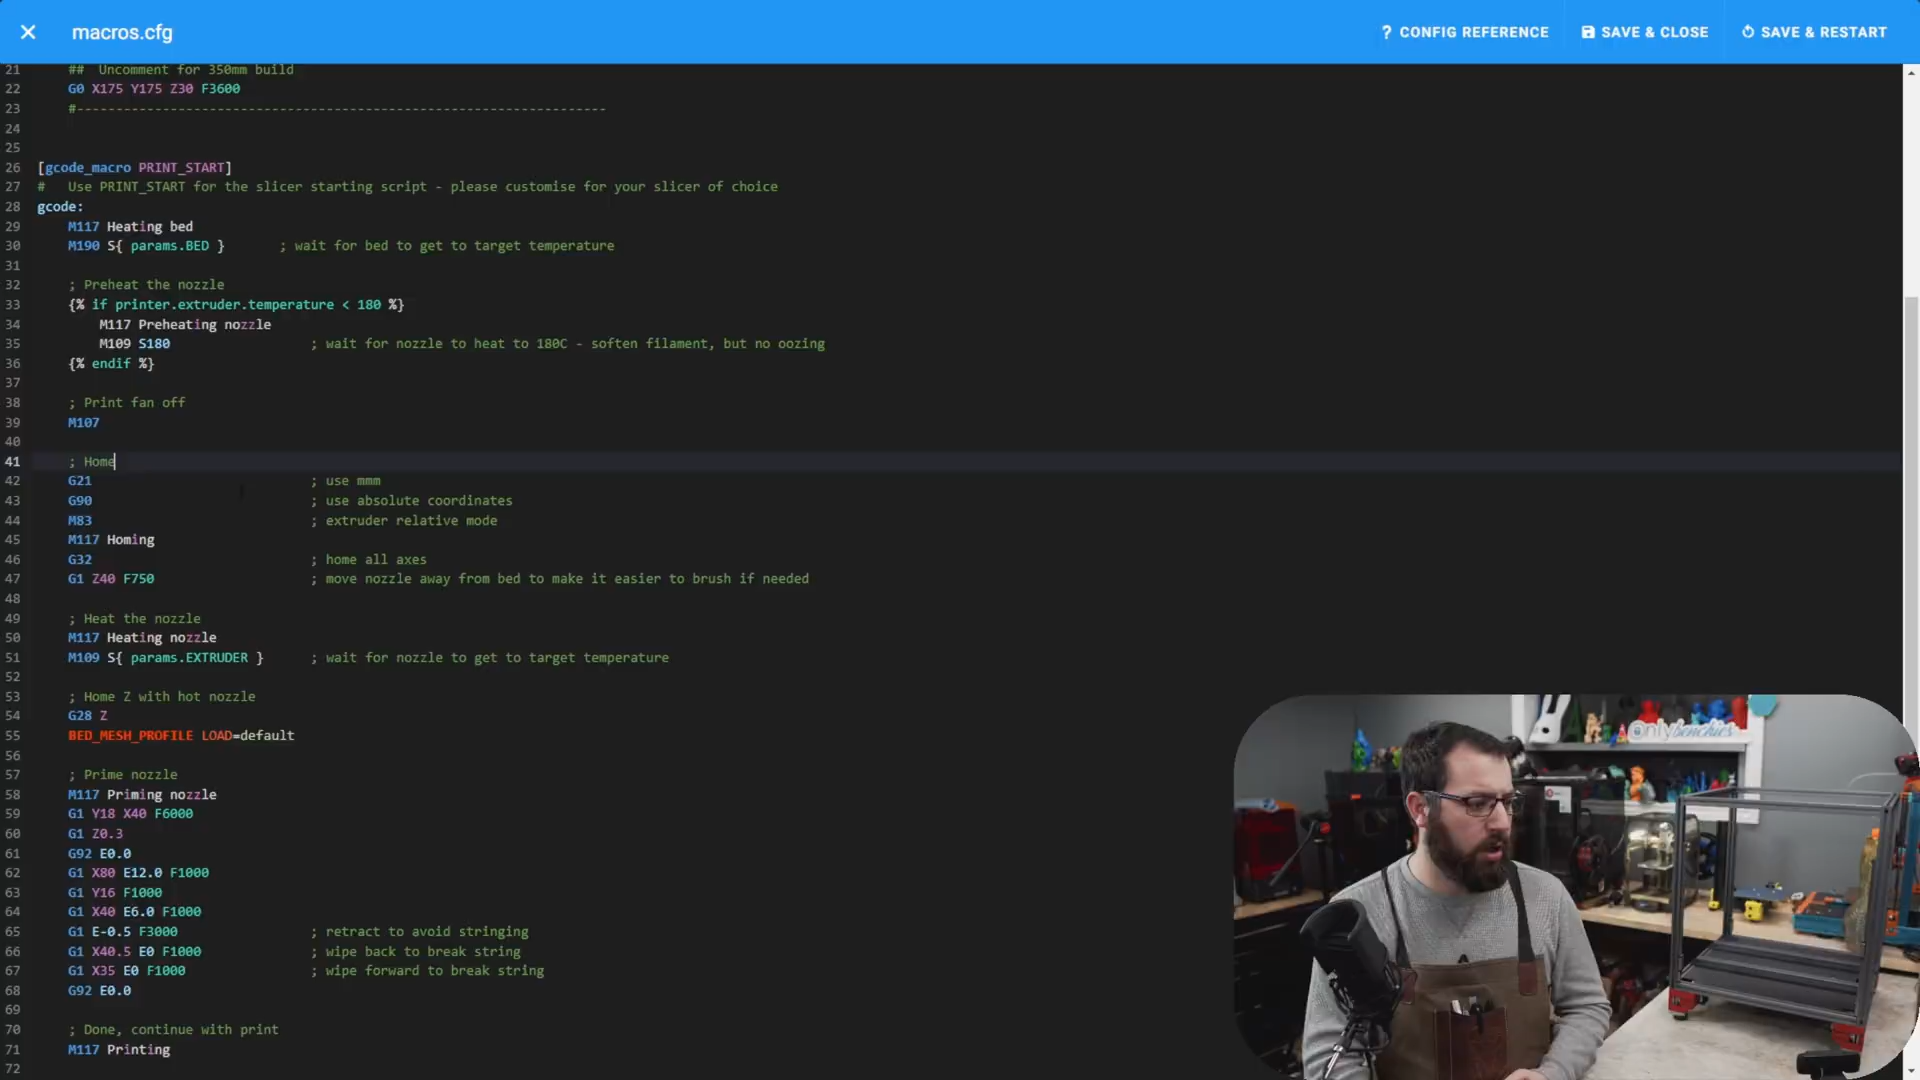 macros.cfg
? CONFIG REFERENCE
SAVE & CLOSE
SAVE & RESTART
21 ## Uncomment for 350mm build
22 G0 X175 Y175 Z30 F3600
23 #--------------------------------------------------------------------
24
25
26 [gcode_macro PRINT_START]
27 # Use PRINT_START for the slicer starting script - please customise for your slicer of choice
28 gcode:
29 M117 Heating bed
30 M190 S{ params.BED } ; wait for bed to get to target temperature
31
32 ; Preheat the nozzle
33 {% if printer.extruder.temperature < 180 %}
34 M117 Preheating nozzle
35 M109 S180 ; wait for nozzle to heat to 180C - soften filament, but no oozing
36 {% endif %}
37
38 ; Print fan off
39 M107
40
41 ; Home
42 G21 ; use mmm
43 G90 ; use absolute coordinates
44 M83 ; extruder relative mode
45 M117 Homing
46 G32 ; home all axes
47 G1 Z40 F750 ; move nozzle away from bed to make it easier to brush if needed
48
49 ; Heat the nozzle
50 M117 Heating nozzle
51 M109 S{ params.EXTRUDER } ; wait for nozzle to get to target temperature
52
53 ; Home Z with hot nozzle
54 G28 Z
55 BED_MESH_PROFILE LOAD=default
56
57 ; Prime nozzle
58 M117 Priming nozzle
59 G1 Y18 X40 F6000
60 G1 Z0.3
61 G92 E0.0
62 G1 X80 E12.0 F1000
63 G1 Y16 F1000
64 G1 X40 E6.0 F1000
65 G1 E-0.5 F3000 ; retract to avoid stringing
66 G1 X40.5 E0 F1000 ; wipe back to break string
67 G1 X35 E0 F1000 ; wipe forward to break string
68 G92 E0.0
69
70 ; Done, continue with print
71 M117 Printing
72
@nlybenchies